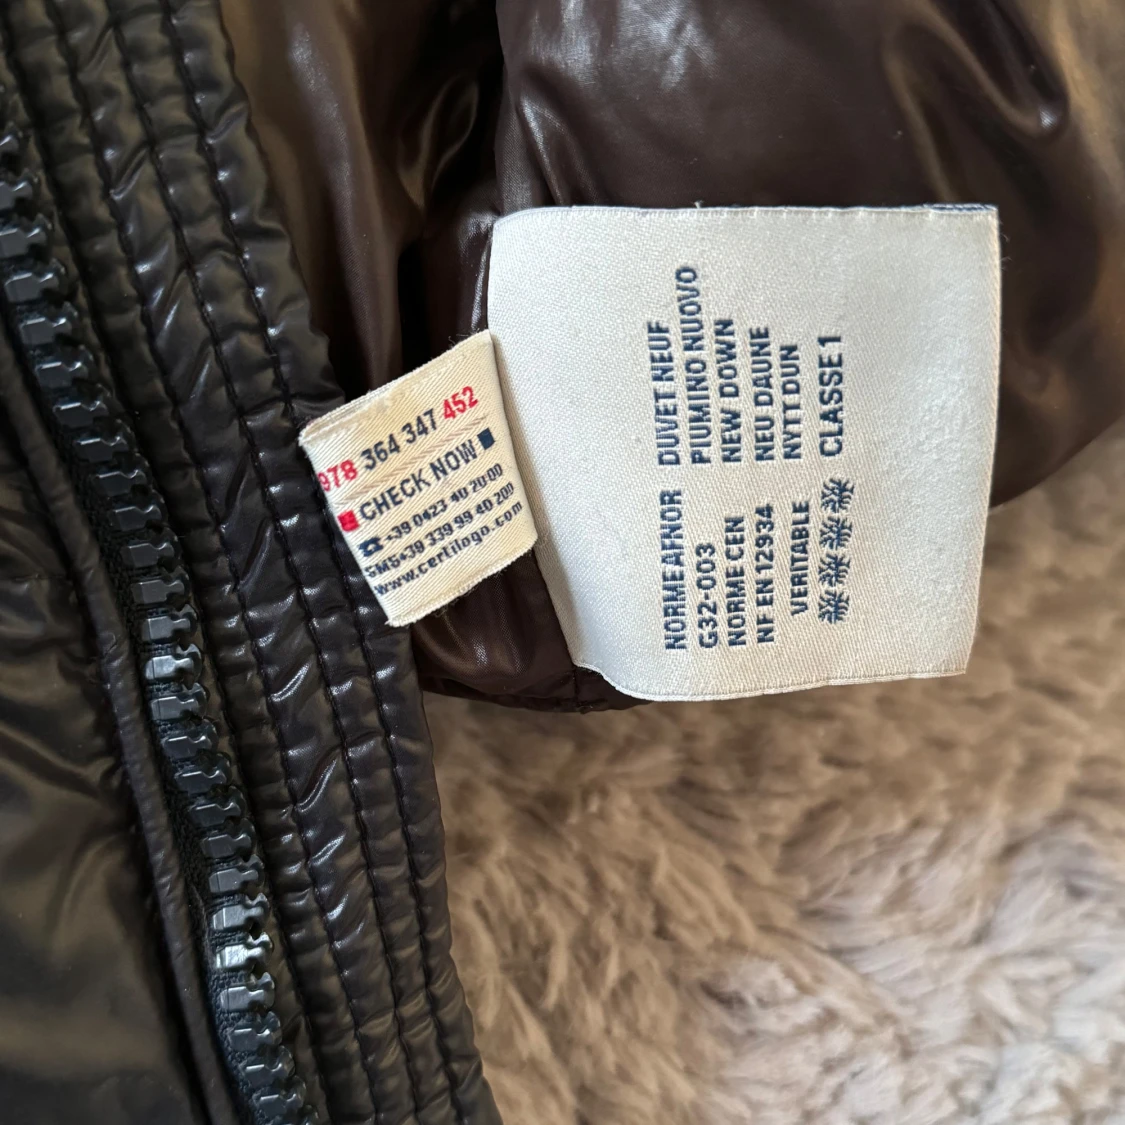 978 364 347 452
CHECK NOW
☎ +39 0423 40 20 00
SMS+39 339 99 40 200
www.certilogo.com
NORME AFNOR
G32-003
NORME CEN
NF EN 12934
VERITABLE
DUVET NEUF
PIUMINO NUOVO
NEW DOWN
NEU DAUNE
NYTT DUN
CLASSE 1